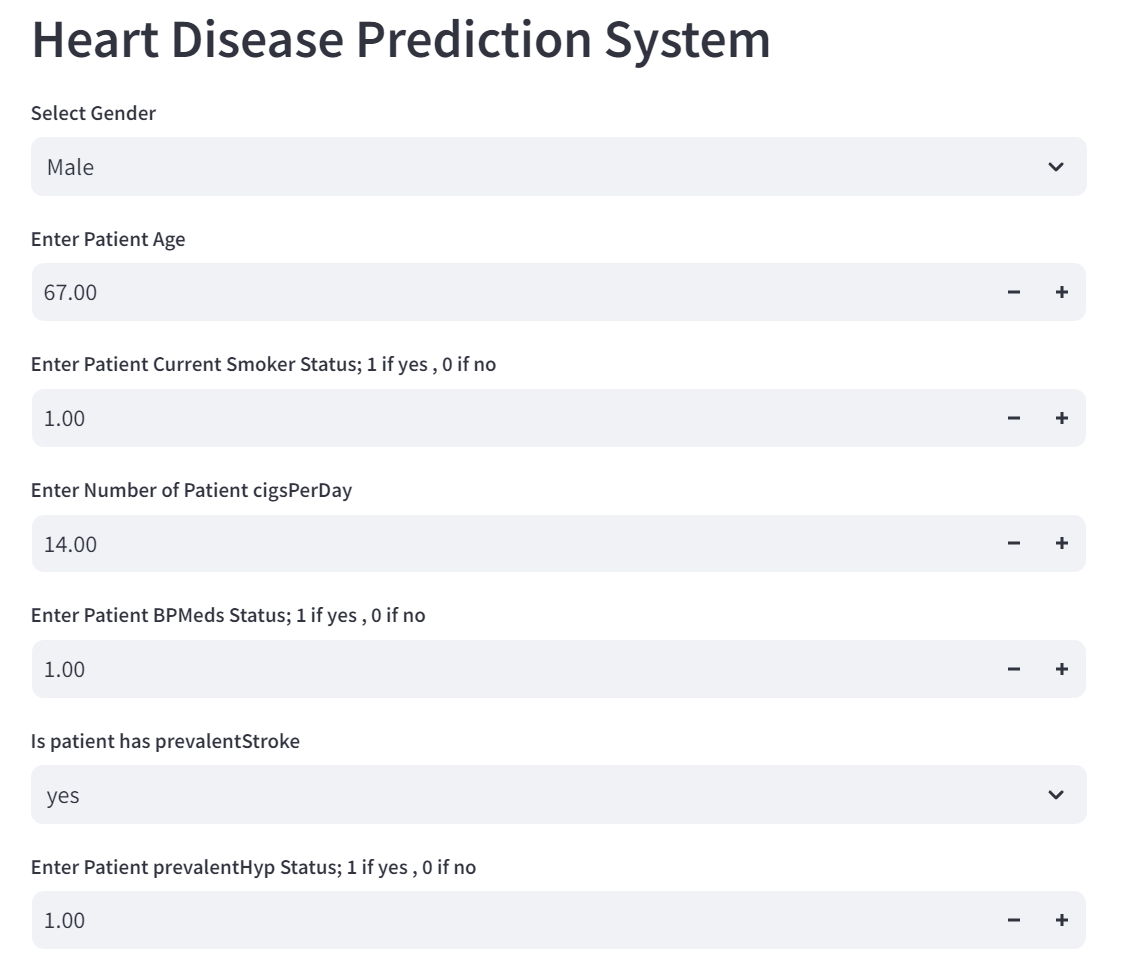 Heart Disease Prediction System
Select Gender
Male
Enter Patient Age
67.00
Enter Patient Current Smoker Status; 1 if yes , 0 if no
1.00
Enter Number of Patient cigsPerDay
14.00
Enter Patient BPMeds Status; 1 if yes , 0 if no
1.00
Is patient has prevalentStroke
yes
Enter Patient prevalentHyp Status; 1 if yes , 0 if no
1.00